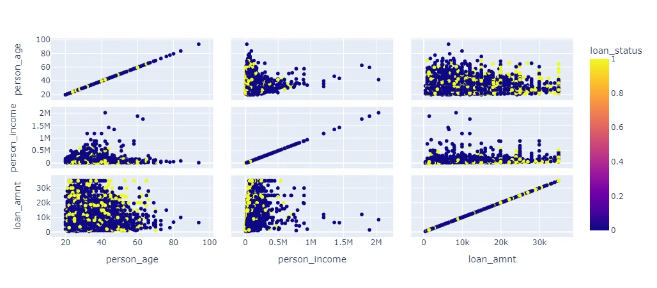 loan_status
person_age
100
80
60
40
20
1
0.8
0.6
0.4
0.2
0
person_income
2M
1.5M
1M
0.5M
0
loan_amnt
30k
20k
10k
0
20 40 60 80 100
0 0.5M 1M 1.5M 2M
0 10k 20k 30k
person_age person_income loan_amnt